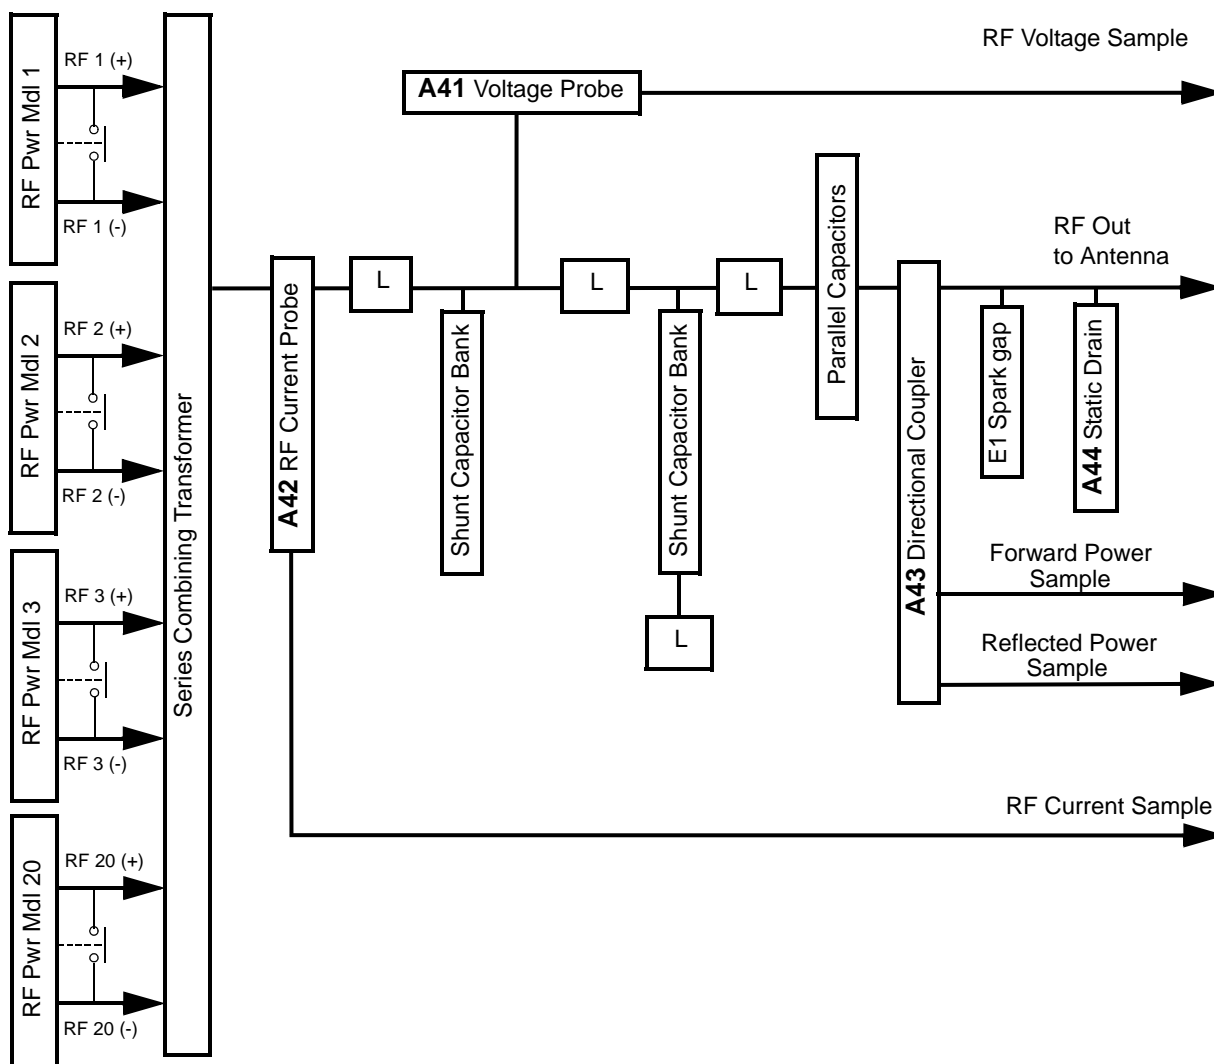 RF Pwr Mdl 1
RF 1 (+)
RF 1 (-)
RF Pwr Mdl 2
RF 2 (+)
RF 2 (-)
RF Pwr Mdl 3
RF 3 (+)
RF 3 (-)
RF Pwr Mdl 20
RF 20 (+)
RF 20 (-)
Series Combining Transformer
A42 RF Current Probe
L
Shunt Capacitor Bank
A41 Voltage Probe
L
Shunt Capacitor Bank
L
L
Parallel Capacitors
A43 Directional Coupler
E1 Spark gap
A44 Static Drain
RF Voltage Sample
RF Out
to Antenna
Forward Power
Sample
Reflected Power
Sample
RF Current Sample